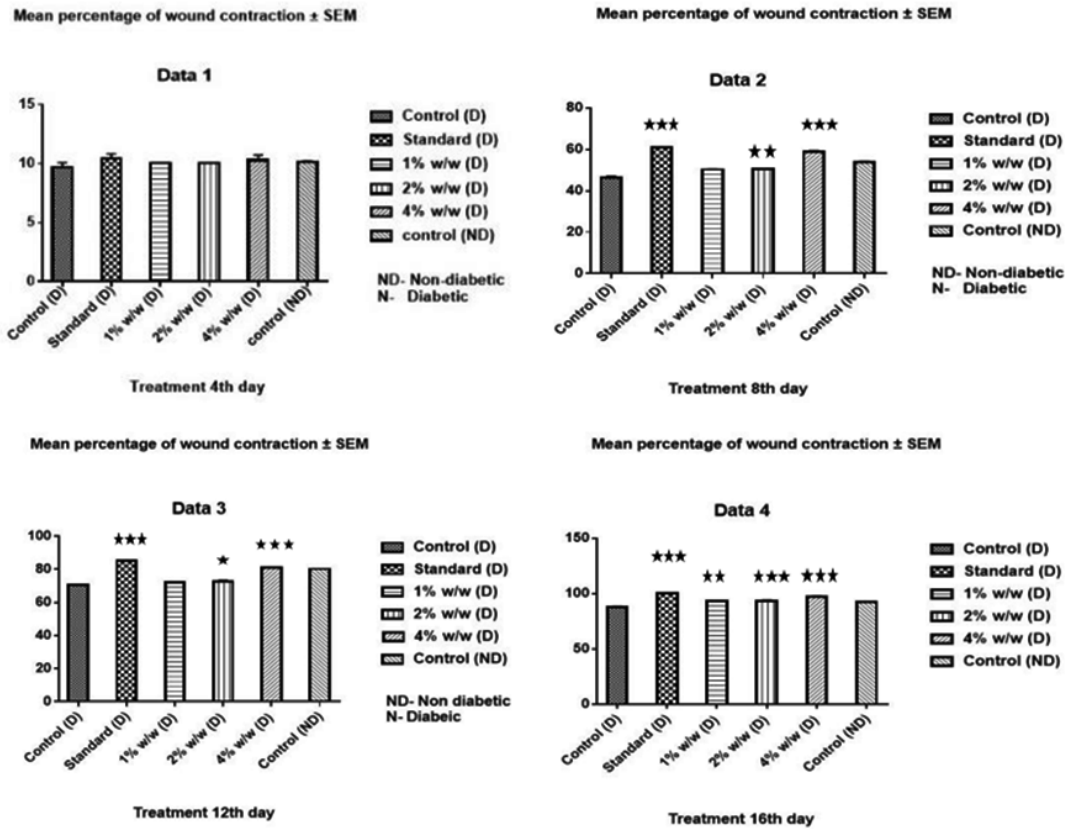 Mean percentage of wound contraction ± SEM
Data 1
15
10
5
0
Control (D)
Standard (D)
1% w/w (D)
2% w/w (D)
4% w/w (D)
control (ND)
Control (D)
Standard (D)
1% w/w (D)
2% w/w (D)
4% w/w (D)
control (ND)
ND- Non-diabetic
N- Diabetic
Treatment 4th day
Mean percentage of wound contraction ± SEM
Data 2
80
60
40
20
0
★★★
★★
★★★
Control (D)
Standard (D)
1% w/w (D)
2% w/w (D)
4% w/w (D)
Control (ND)
Control (D)
Standard (D)
1% w/w (D)
2% w/w (D)
4% w/w (D)
Control (ND)
ND- Non-diabetic
N- Diabetic
Treatment 8th day
Mean percentage of wound contraction ± SEM
Data 3
100
80
60
40
20
0
★★★
★
★★★
Control (D)
Standard (D)
1% w/w (D)
2% w/w (D)
4% w/w (D)
Control (ND)
Control (D)
Standard (D)
1% w/w (D)
2% w/w (D)
4% w/w (D)
Control (ND)
ND- Non diabetic
N- Diabeic
Treatment 12th day
Mean percentage of wound contraction ± SEM
Data 4
150
100
50
0
★★★
★★
★★★
★★★
Control (D)
Standard (D)
1% w/w (D)
2% w/w (D)
4% w/w (D)
Control (ND)
Control (D)
Standard (D)
1% w/w (D)
2% w/w (D)
4% w/w (D)
Control (ND)
Treatment 16th day